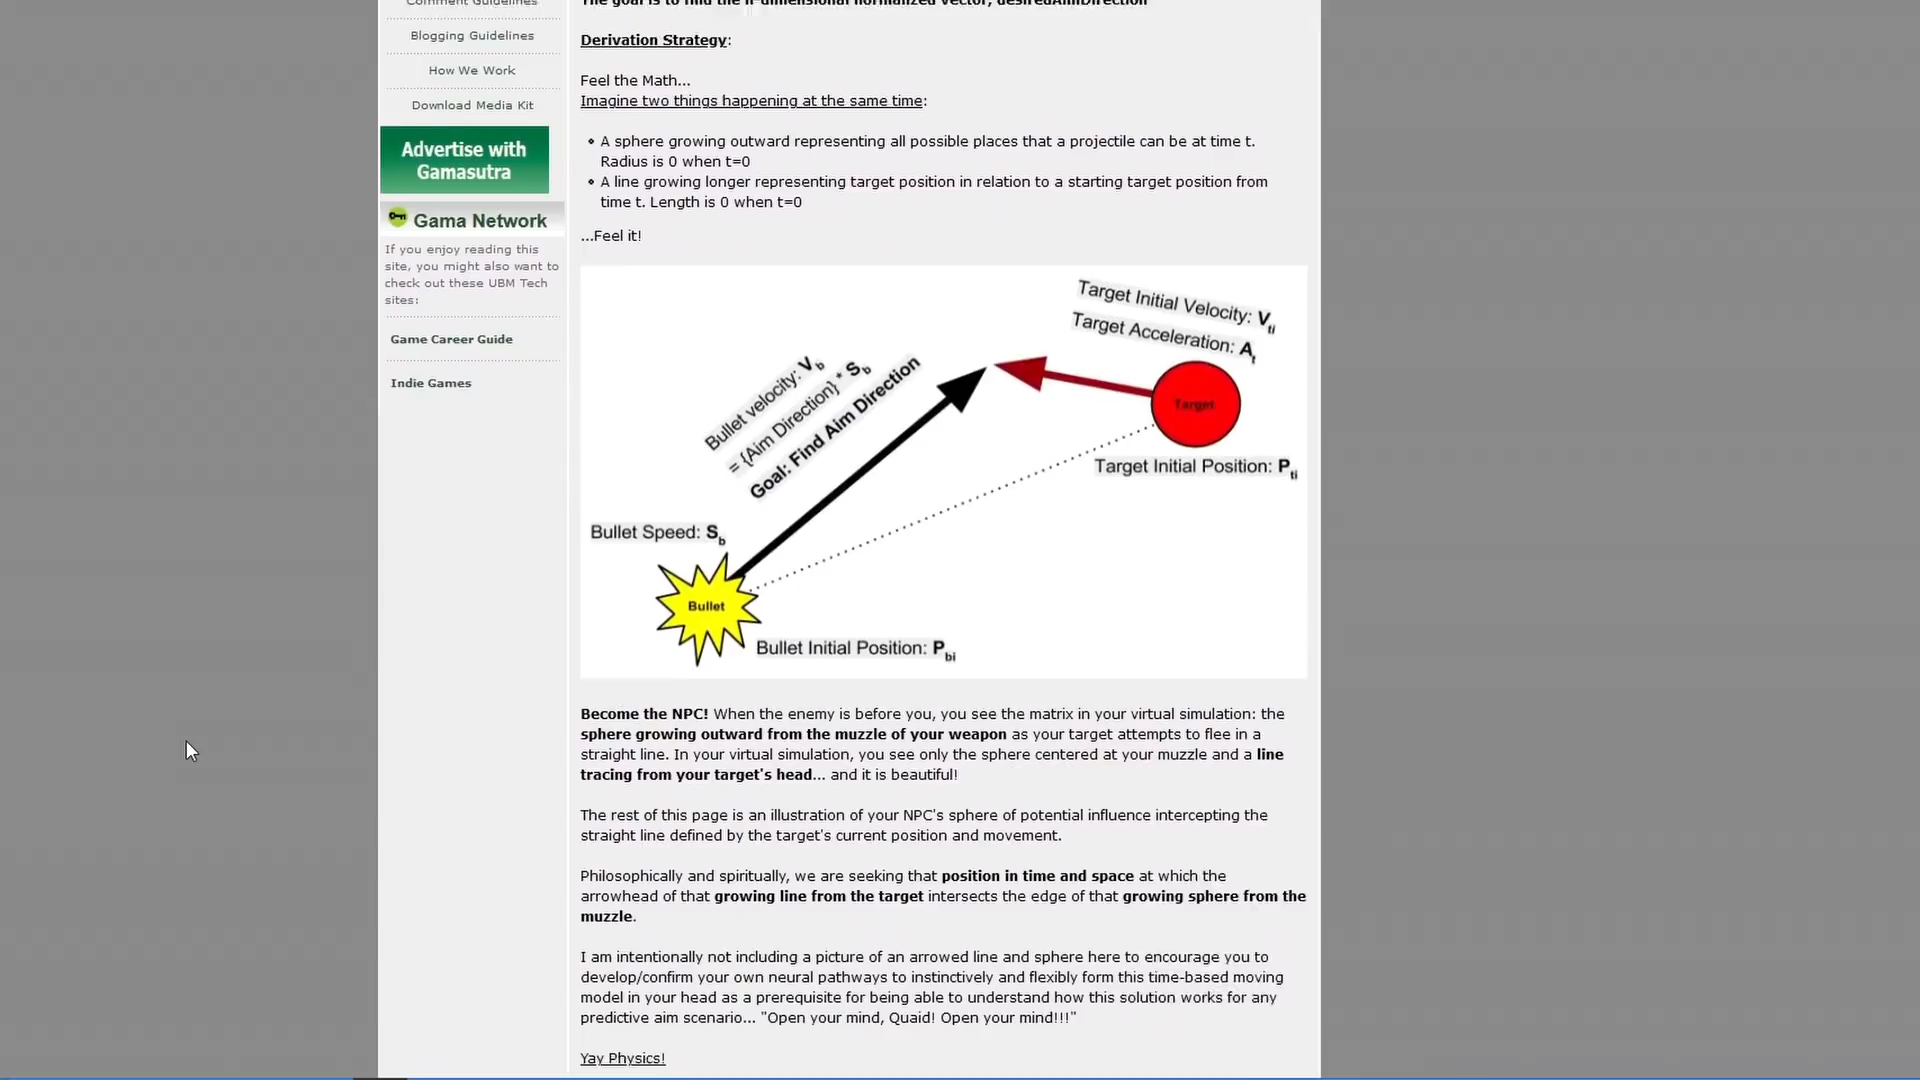 Comment Guidelines
Blogging Guidelines
How We Work
Download Media Kit
Advertise with
Gamasutra
Gama Network
If you enjoy reading this
site, you might also want to
check out these UBM Tech
sites:
Game Career Guide
Indie Games
The goal is to find the n-dimensional normalized vector, desiredAimDirection
Derivation Strategy:
Feel the Math...
Imagine two things happening at the same time:
• A sphere growing outward representing all possible places that a projectile can be at time t.
Radius is 0 when t=0
• A line growing longer representing target position in relation to a starting target position from
time t. Length is 0 when t=0
...Feel it!
Target Initial Velocity: Vti
Target Acceleration: At
Bullet velocity: Vb
= {Aim Direction} * Sb
Goal: Find Aim Direction
Target
Target Initial Position: Pti
Bullet Speed: Sb
Bullet
Bullet Initial Position: Pbi
Become the NPC! When the enemy is before you, you see the matrix in your virtual simulation: the
sphere growing outward from the muzzle of your weapon as your target attempts to flee in a
straight line. In your virtual simulation, you see only the sphere centered at your muzzle and a line
tracing from your target's head... and it is beautiful!
The rest of this page is an illustration of your NPC's sphere of potential influence intercepting the
straight line defined by the target's current position and movement.
Philosophically and spiritually, we are seeking that position in time and space at which the
arrowhead of that growing line from the target intersects the edge of that growing sphere from the
muzzle.
I am intentionally not including a picture of an arrowed line and sphere here to encourage you to
develop/confirm your own neural pathways to instinctively and flexibly form this time-based moving
model in your head as a prerequisite for being able to understand how this solution works for any
predictive aim scenario... "Open your mind, Quaid! Open your mind!!!"
Yay Physics!